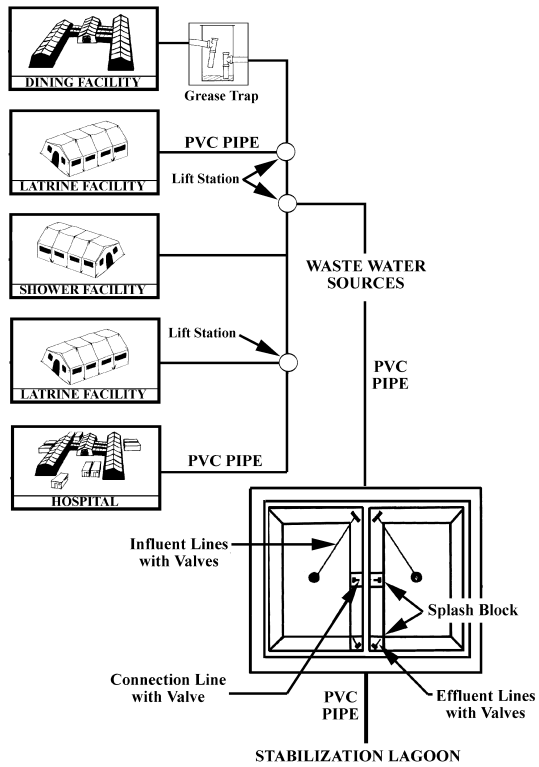 DINING FACILITY
Grease Trap
PVC PIPE
LATRINE FACILITY
Lift Station
SHOWER FACILITY
WASTE WATER
SOURCES
Lift Station
LATRINE FACILITY
PVC
PIPE
PVC PIPE
HOSPITAL
Influent Lines
with Valves
Splash Block
Connection Line
with Valve
PVC
PIPE
Effluent Lines
with Valves
STABILIZATION LAGOON